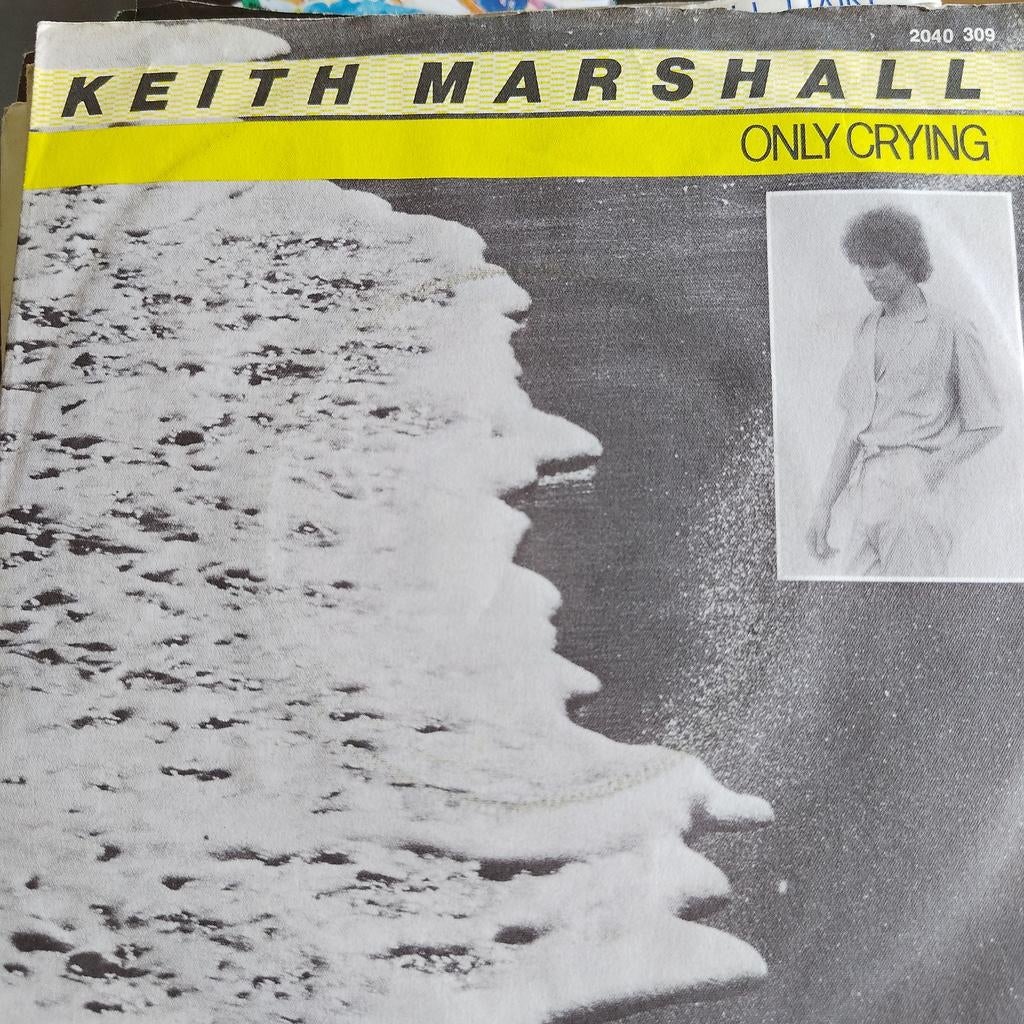 2040 309
KEITH MARSHALL
ONLY CRYING